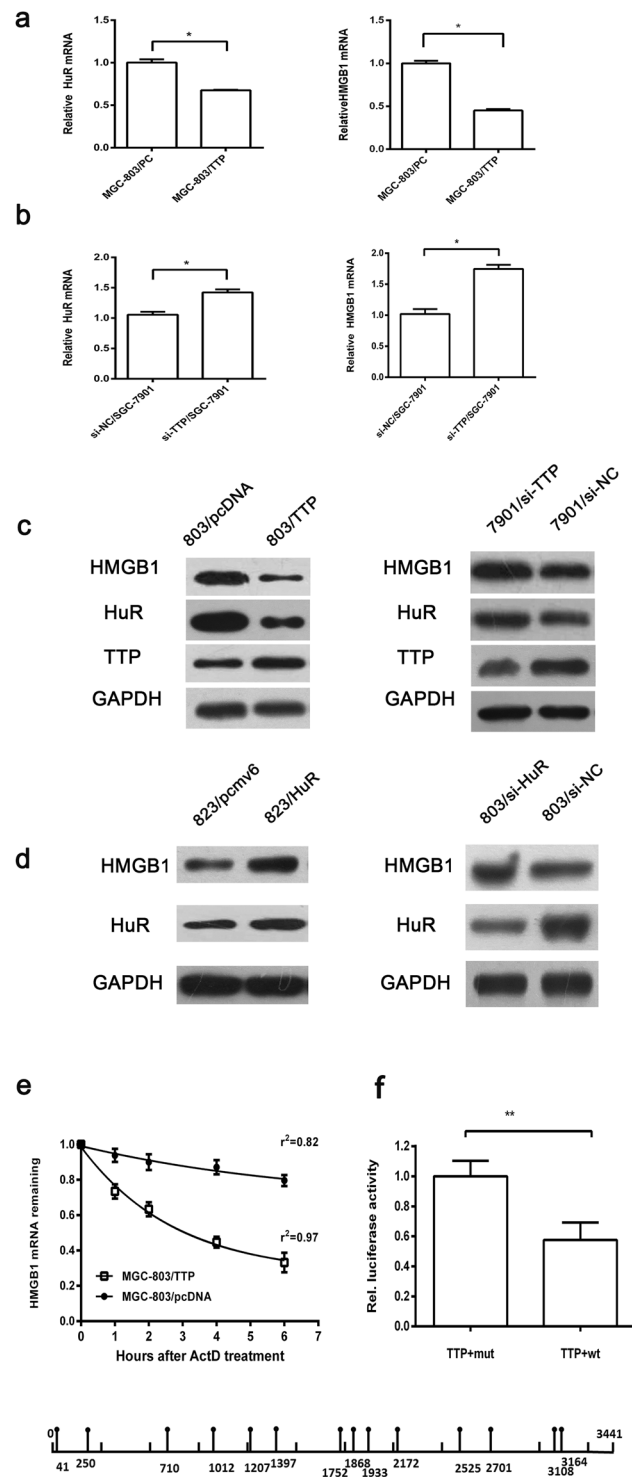 a
Relative HuR mRNA
1.5
1.0
0.5
0.0
*
MGC-803/PC
MGC-803/TTP
RelativeHMGB1 mRNA
1.5
1.0
0.5
0.0
*
MGC-803/PC
MGC-803/TTP
b
Relative HuR mRNA
2.0
1.5
1.0
0.5
0.0
*
si-NC/SGC-7901
si-TTP/SGC-7901
Relative HMGB1 mRNA
2.0
1.5
1.0
0.5
0.0
*
si-NC/SGC-7901
si-TTP/SGC-7901
c
803/pcDNA
803/TTP
HMGB1
HuR
TTP
GAPDH
7901/si-TTP
7901/si-NC
HMGB1
HuR
TTP
GAPDH
d
823/pcmv6
823/HuR
HMGB1
HuR
GAPDH
803/si-HuR
803/si-NC
HMGB1
HuR
GAPDH
e
HMGB1 mRNA remaining
1.0
0.8
0.6
0.4
0.2
0.0
r²=0.82
r²=0.97
MGC-803/TTP
MGC-803/pcDNA
0 1 2 3 4 5 6 7
Hours after ActD treatment
f
Rel. luciferase activity
1.2
1.0
0.8
0.6
0.4
0.2
0.0
**
TTP+mut
TTP+wt
0 3441
41 250 710 1012 1207 1397 1752 1868 1933 2172 2525 2701 3108 3164